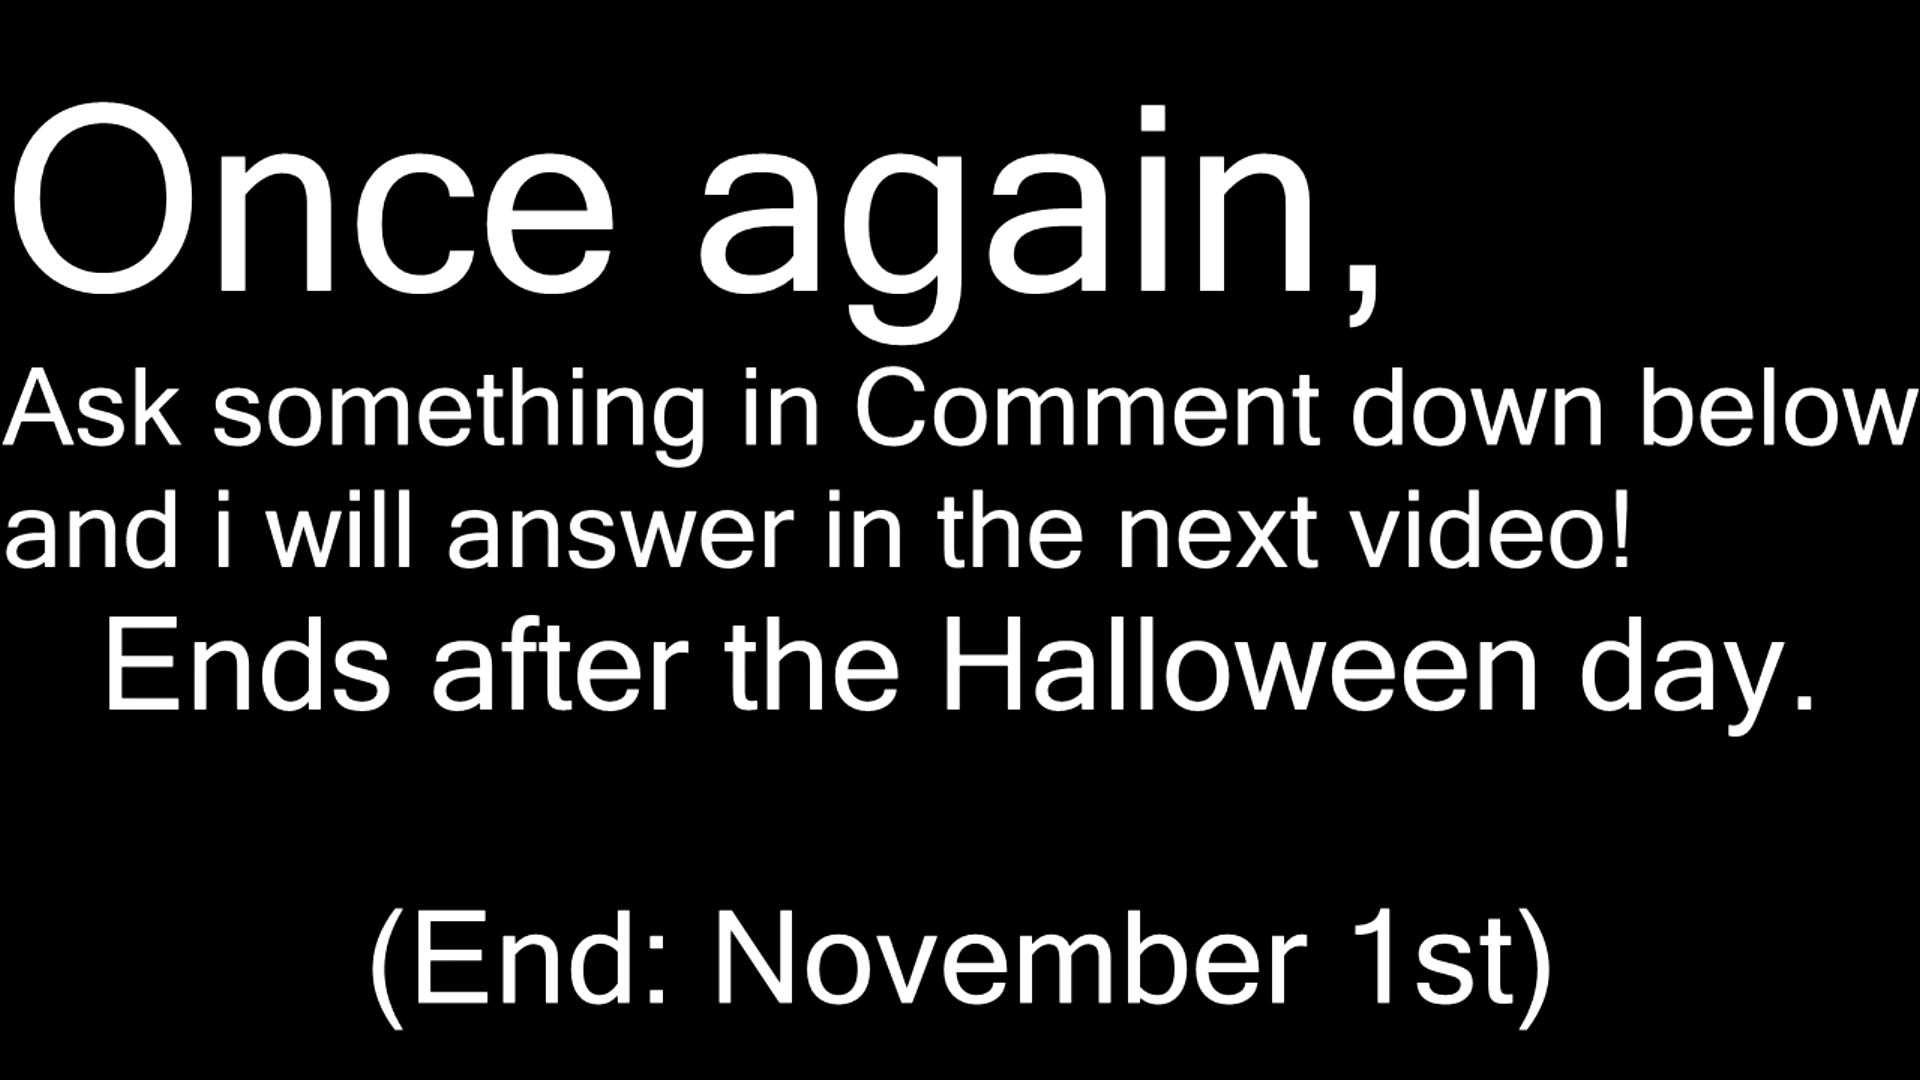 Once again,
Ask something in Comment down below
and i will answer in the next video!
Ends after the Halloween day.
(End: November 1st)